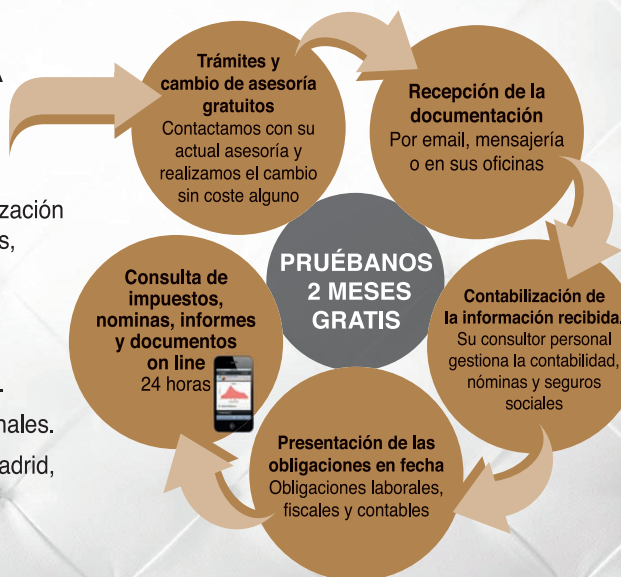 Trámites y
cambio de asesoría
gratuitos
Contactamos con su
actual asesoría y
realizamos el cambio
sin coste alguno
Recepción de la
documentación
Por email, mensajería
o en sus oficinas
Contabilización de
la información recibida.
Su consultor personal
gestiona la contabilidad,
nóminas y seguros
sociales
Presentación de las
obligaciones en fecha
Obligaciones laborales,
fiscales y contables
Consulta de
impuestos,
nominas, informes
y documentos
on line
24 horas
PRUÉBANOS
2 MESES
GRATIS
A
zación
s,
.
nales.
adrid,